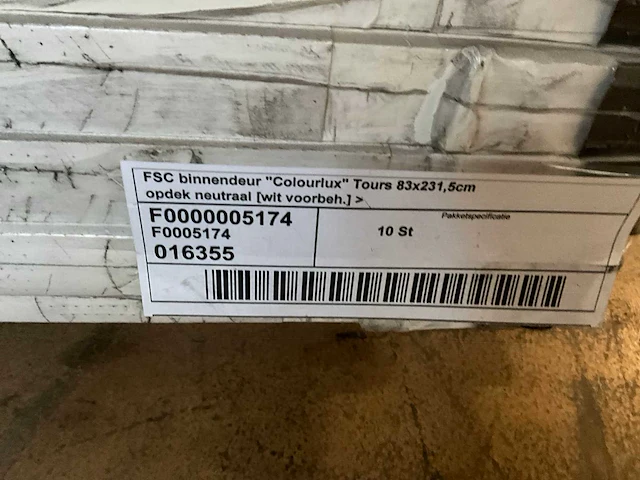 FSC binnendeur "Colourlux" Tours 83x231,5cm
opdek neutraal [wit voorbeh.] >
F0000005174
F0005174
016355
Pakketspecificatie
10 St